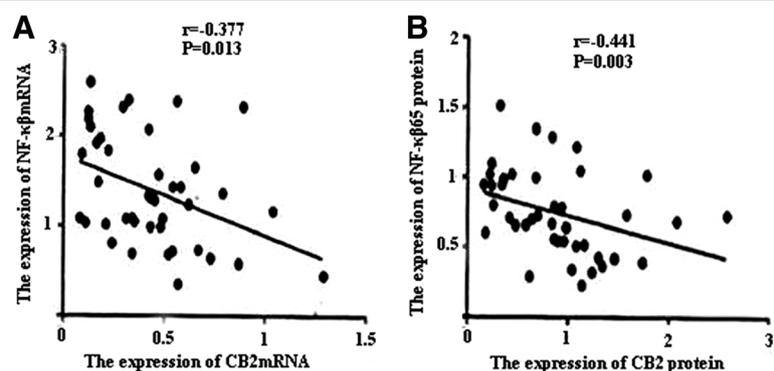 A
r=-0.377
P=0.013
The expression of NF-κβmRNA
3
2
1
0
0.5
1
1.5
The expression of CB2mRNA
B
r=-0.441
P=0.003
The expression of NF-κβ65 protein
2
1.5
1
0.5
0
1
2
3
The expression of CB2 protein